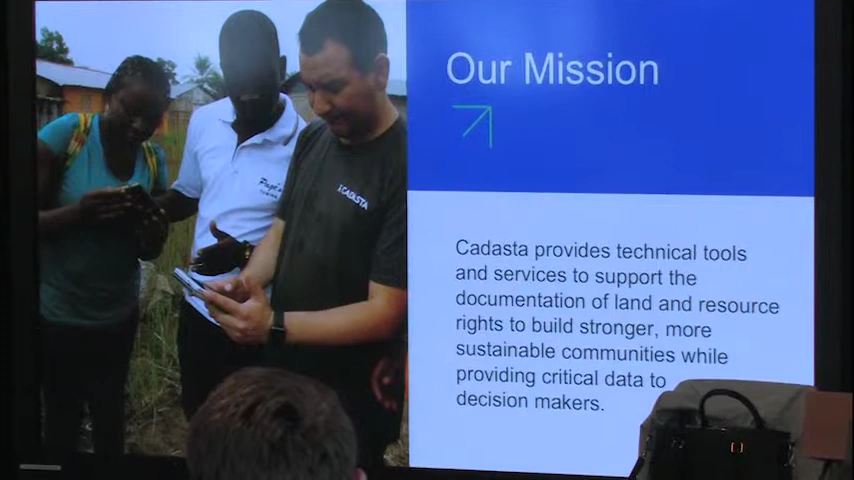 Our Mission
CADASTA
Cadasta provides technical tools
and services to support the
documentation of land and resource
rights to build stronger, more
sustainable communities while
providing critical data to
decision makers.